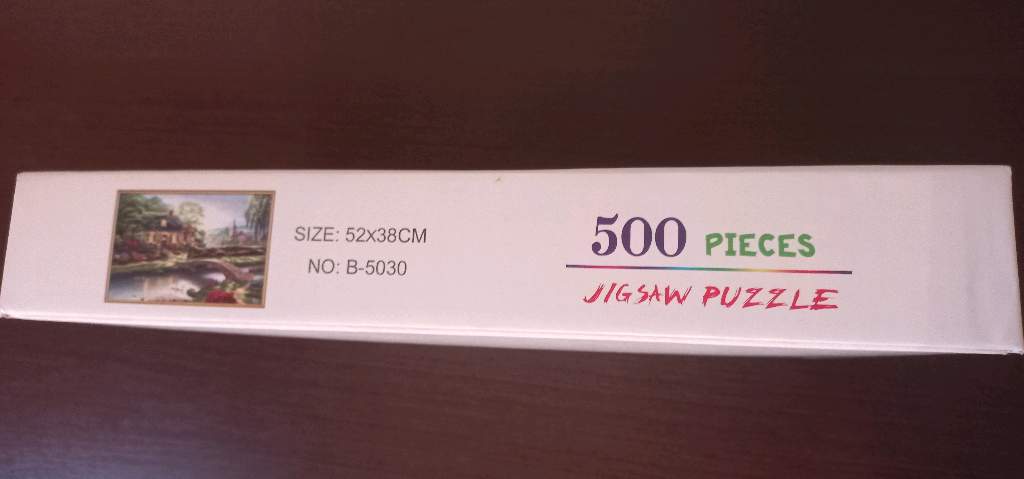 SIZE: 52x38CM
NO: B-5030
500 PIECES
JIGSAW PUZZLE